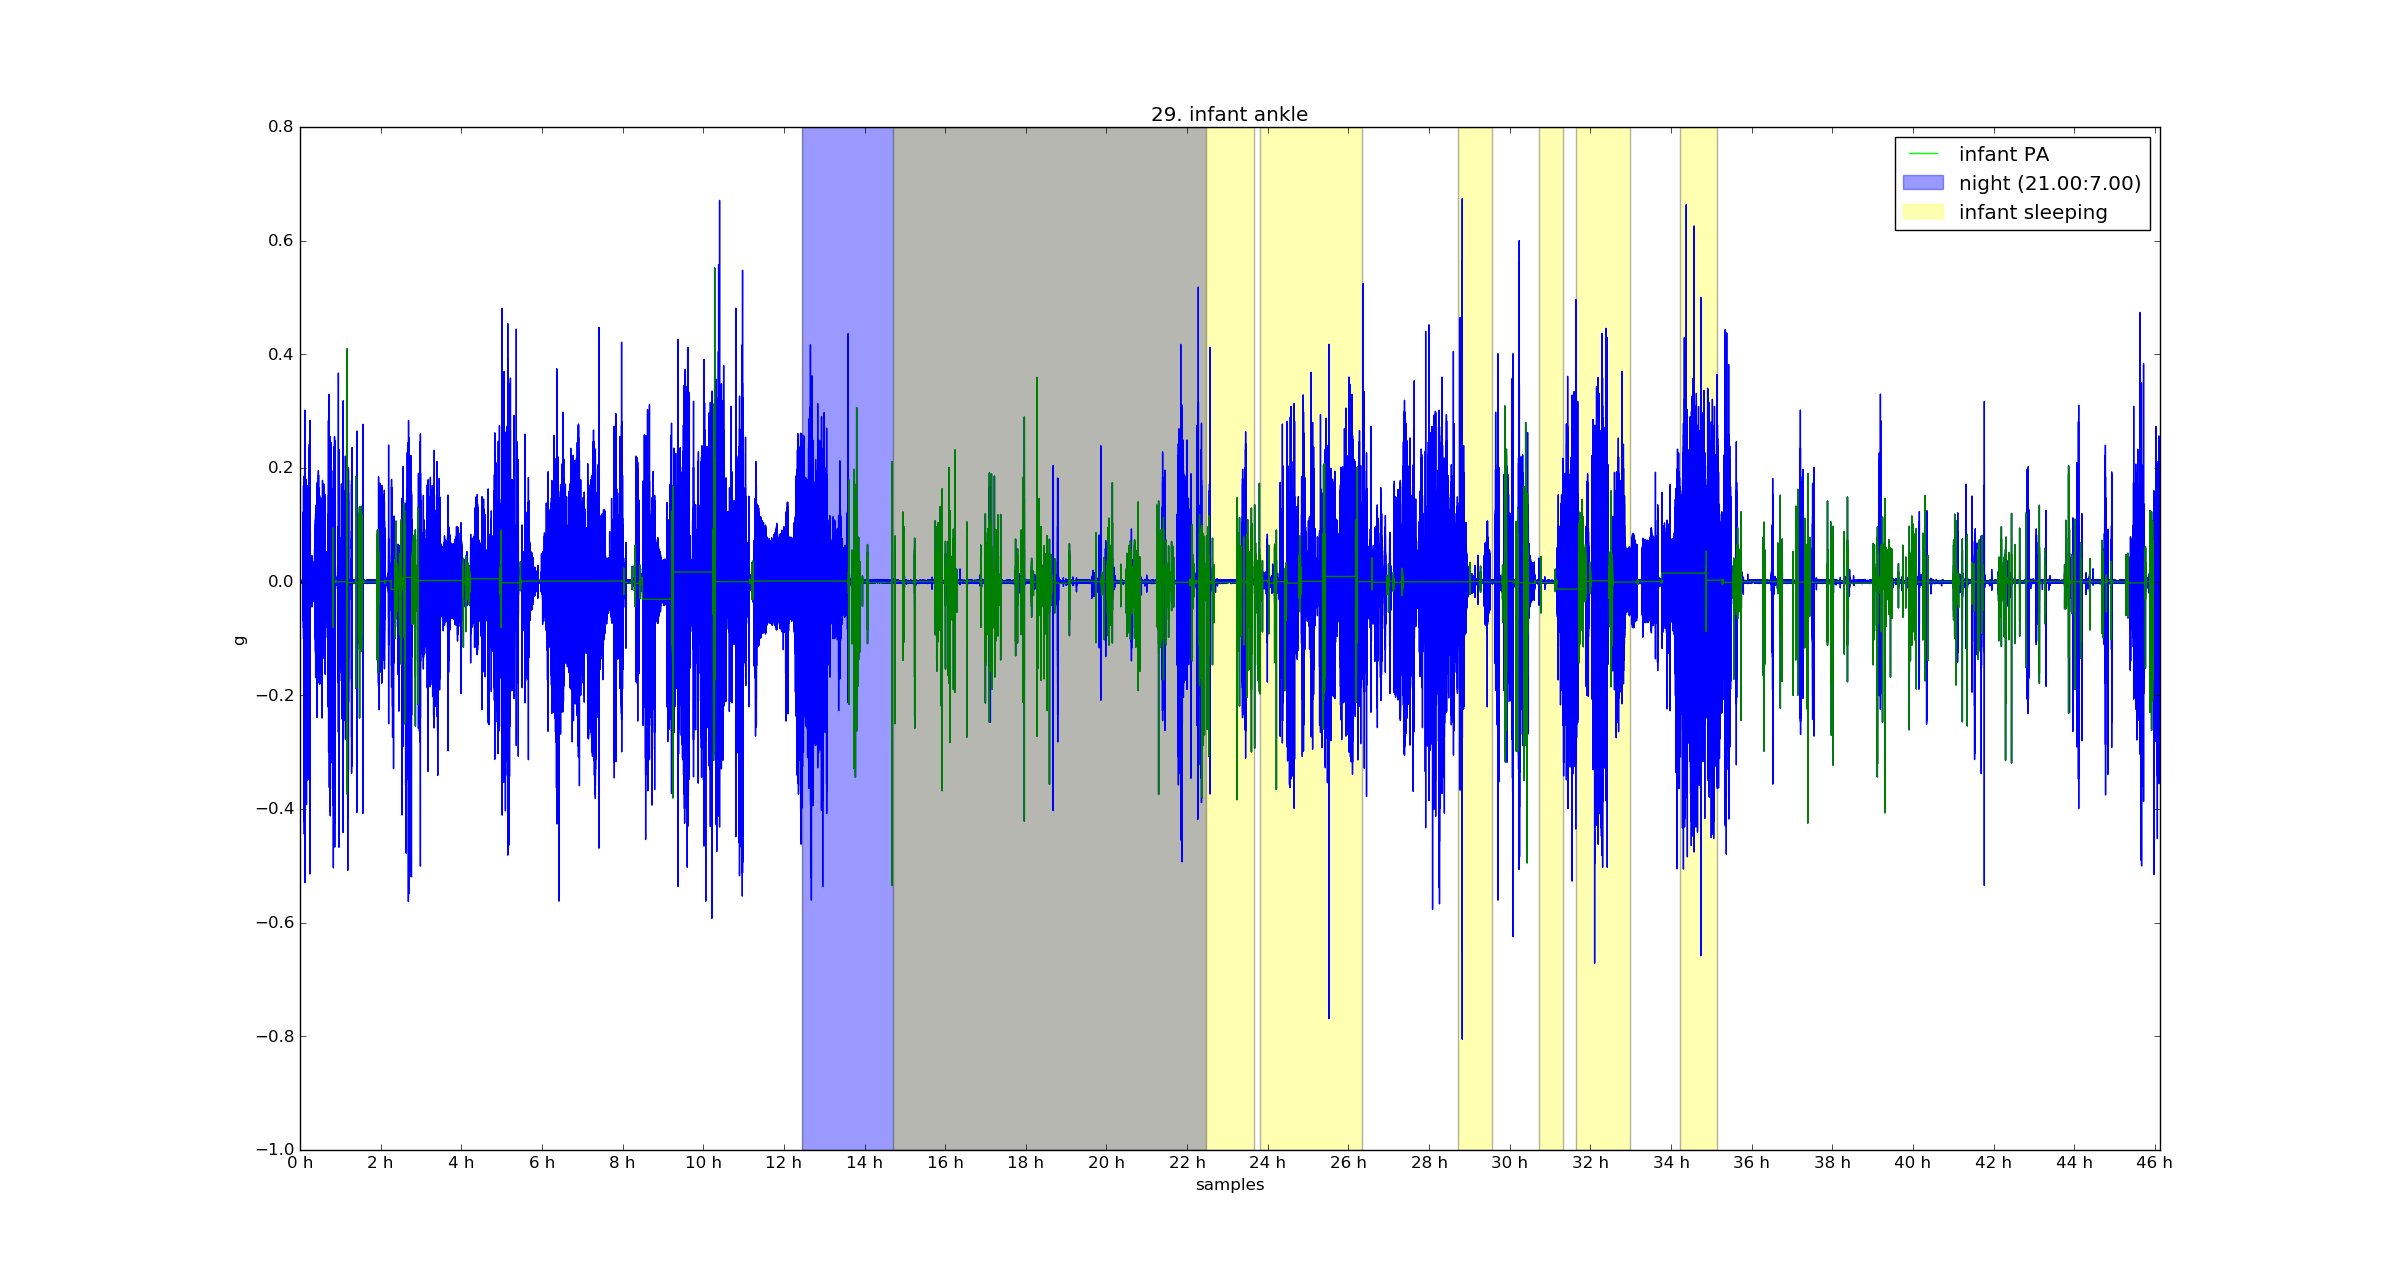 29. infant ankle
0.8
0.6
0.4
0.2
0.0
−0.2
−0.4
−0.6
−0.8
−1.0
g
infant PA
night (21.00:7.00)
infant sleeping
0 h 2 h 4 h 6 h 8 h 10 h 12 h 14 h 16 h 18 h 20 h 22 h 24 h 26 h 28 h 30 h 32 h 34 h 36 h 38 h 40 h 42 h 44 h 46 h
samples